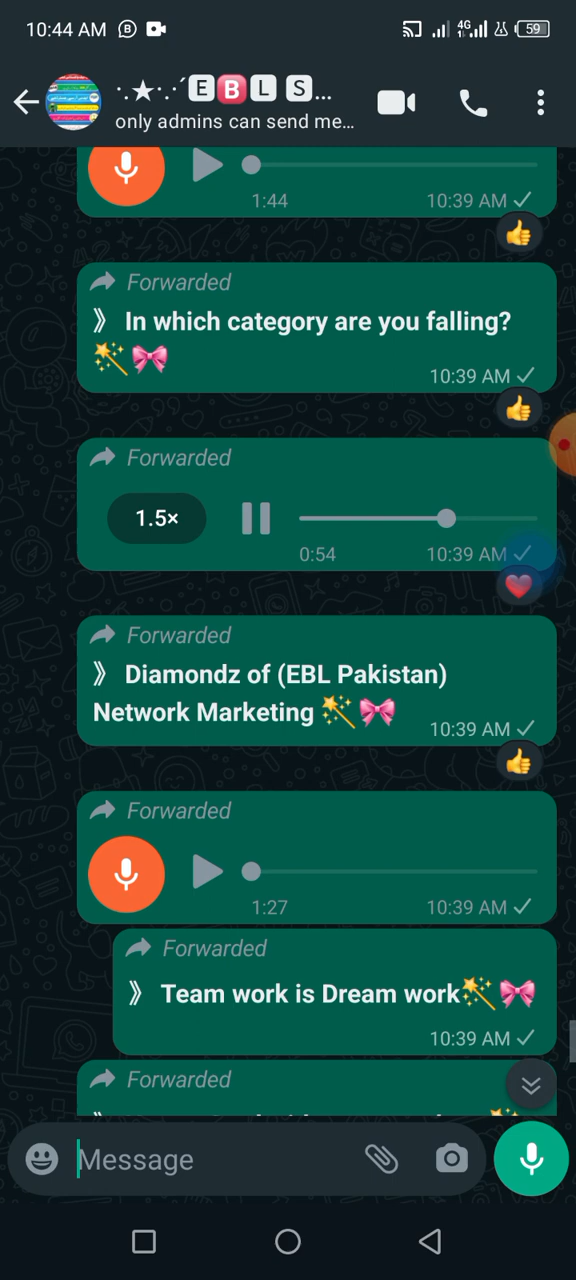 10:44 AM
4G
59
E B L S...
only admins can send me...
1:44 10:39 AM
Forwarded
》 In which category are you falling?
10:39 AM
Forwarded
1.5×
0:54 10:39 AM
Forwarded
》 Diamondz of (EBL Pakistan)
Network Marketing
10:39 AM
Forwarded
1:27 10:39 AM
Forwarded
》 Team work is Dream work
10:39 AM
Forwarded
Message